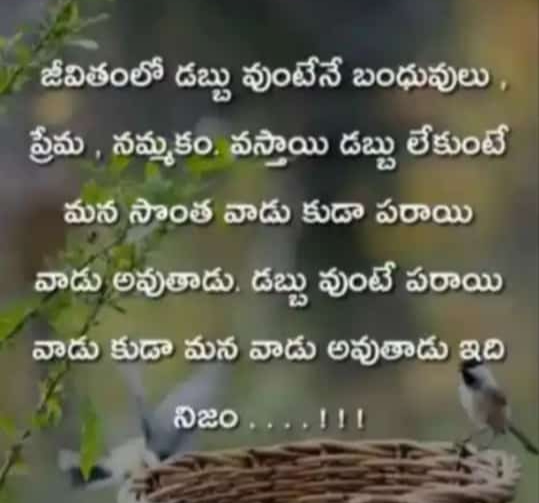 జీవితంలో డబ్బు వుంటేనే బంధువులు ,
ప్రేమ , నమ్మకం. వస్తాయి డబ్బు లేకుంటే
మన సొంత వాడు కుడా పరాయి
వాడు అవుతాడు. డబ్బు వుంటే పరాయి
వాడు కుడా మన వాడు అవుతాడు ఇది
నిజం . . . . ! ! !